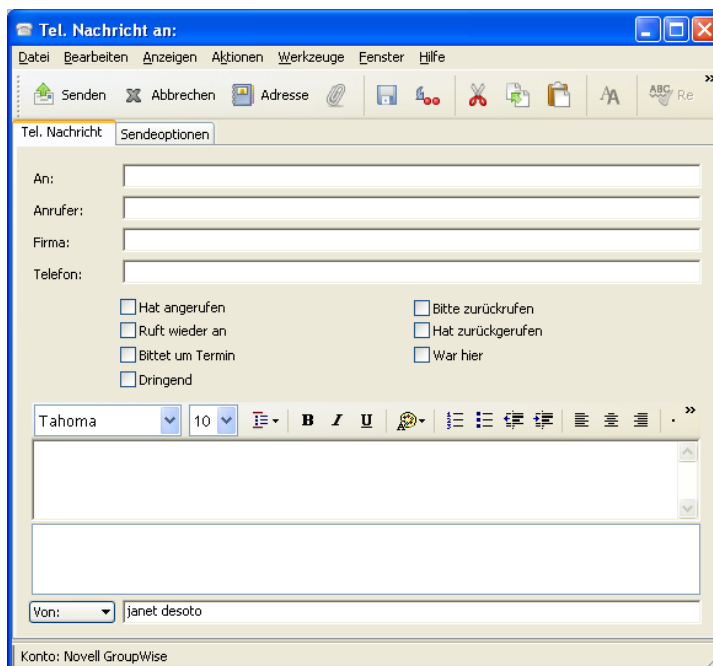 Tel. Nachricht an:
Datei Bearbeiten Anzeigen Aktionen Werkzeuge Fenster Hilfe
Senden Abbrechen Adresse ABC Re »
Tel. Nachricht Sendeoptionen
An:
Anrufer:
Firma:
Telefon:
Hat angerufen Bitte zurückrufen
Ruft wieder an Hat zurückgerufen
Bittet um Termin War hier
Dringend
Tahoma 10 B I U »
Von: janet desoto
Konto: Novell GroupWise